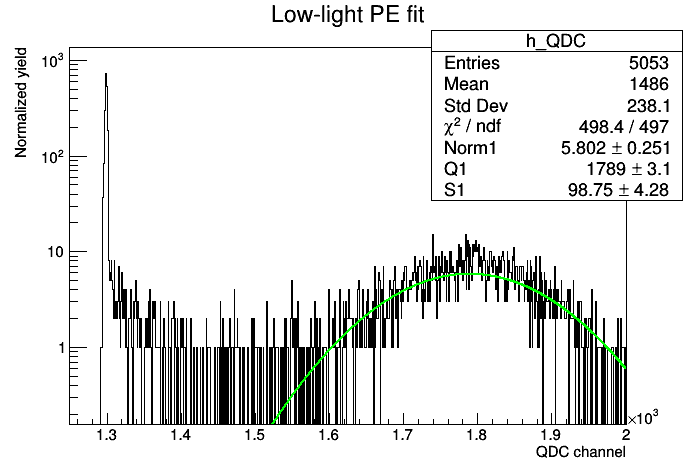 Low-light PE fit
h_QDC
Entries 5053
Mean 1486
Std Dev 238.1
χ² / ndf 498.4 / 497
Norm1 5.802 ± 0.251
Q1 1789 ± 3.1
S1 98.75 ± 4.28
Normalized yield
10³
10²
10
1
1.3 1.4 1.5 1.6 1.7 1.8 1.9 2 ×10³
QDC channel